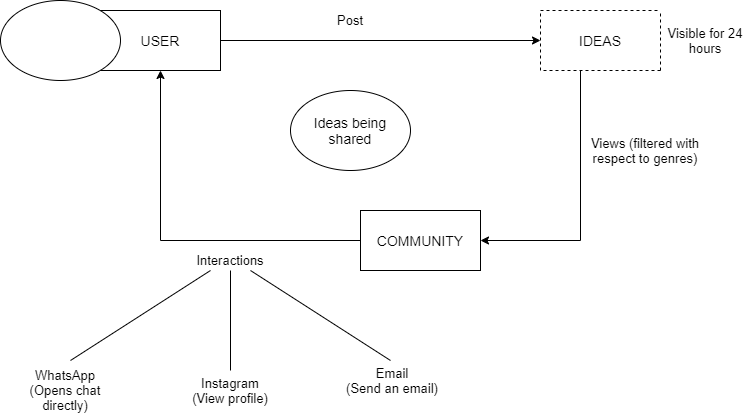 Post
USER
IDEAS
Visible for 24
hours
Ideas being
shared
Views (filtered with
respect to genres)
COMMUNITY
Interactions
WhatsApp
(Opens chat
directly)
Instagram
(View profile)
Email
(Send an email)